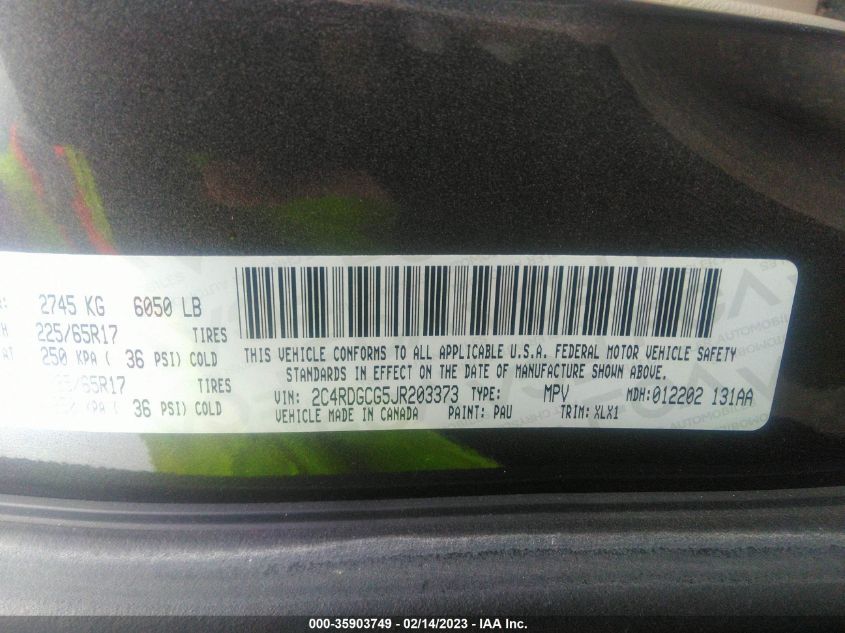 2745 KG 6050 LB
225/65R17 TIRES
250 KPA ( 36 PSI) COLD
/65R17 TIRES
KPA ( 36 PSI) COLD
THIS VEHICLE CONFORMS TO ALL APPLICABLE U.S.A. FEDERAL MOTOR VEHICLE SAFETY
STANDARDS IN EFFECT ON THE DATE OF MANUFACTURE SHOWN ABOVE.
VIN: 2C4RDGCG5JR203373 TYPE: MPV MDH:012202 131AA
VEHICLE MADE IN CANADA PAINT: PAU TRIM: XLX1
000-35903749 - 02/14/2023 - © IAA Inc.